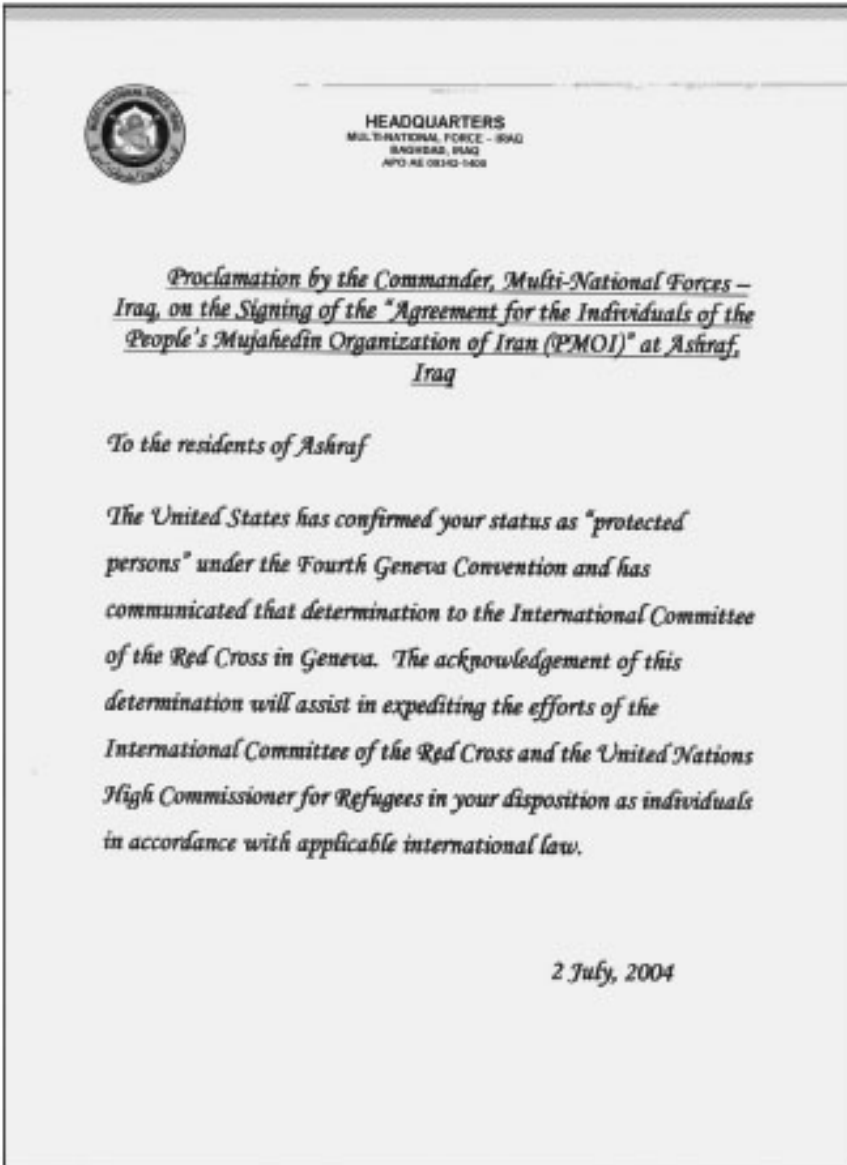 HEADQUARTERS
MULTI-NATIONAL FORCE – IRAQ
BAGHDAD, IRAQ
APO AE
Proclamation by the Commander, Multi-National Forces –
Iraq, on the Signing of the “Agreement for the Individuals of the
People’s Mujahedin Organization of Iran (PMOI)” at Ashraf,
Iraq
To the residents of Ashraf
The United States has confirmed your status as “protected
persons” under the Fourth Geneva Convention and has
communicated that determination to the International Committee
of the Red Cross in Geneva. The acknowledgement of this
determination will assist in expediting the efforts of the
International Committee of the Red Cross and the United Nations
High Commissioner for Refugees in your disposition as individuals
in accordance with applicable international law.
2 July, 2004